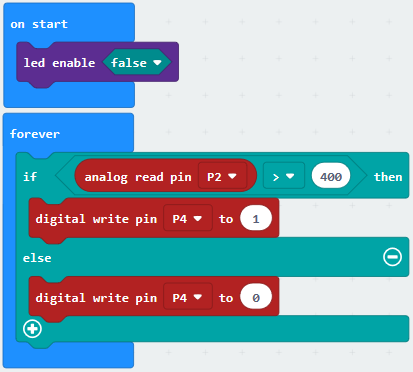 on start
led enable false
forever
if analog read pin P2 > 400 then
digital write pin P4 to 1
else
digital write pin P4 to 0